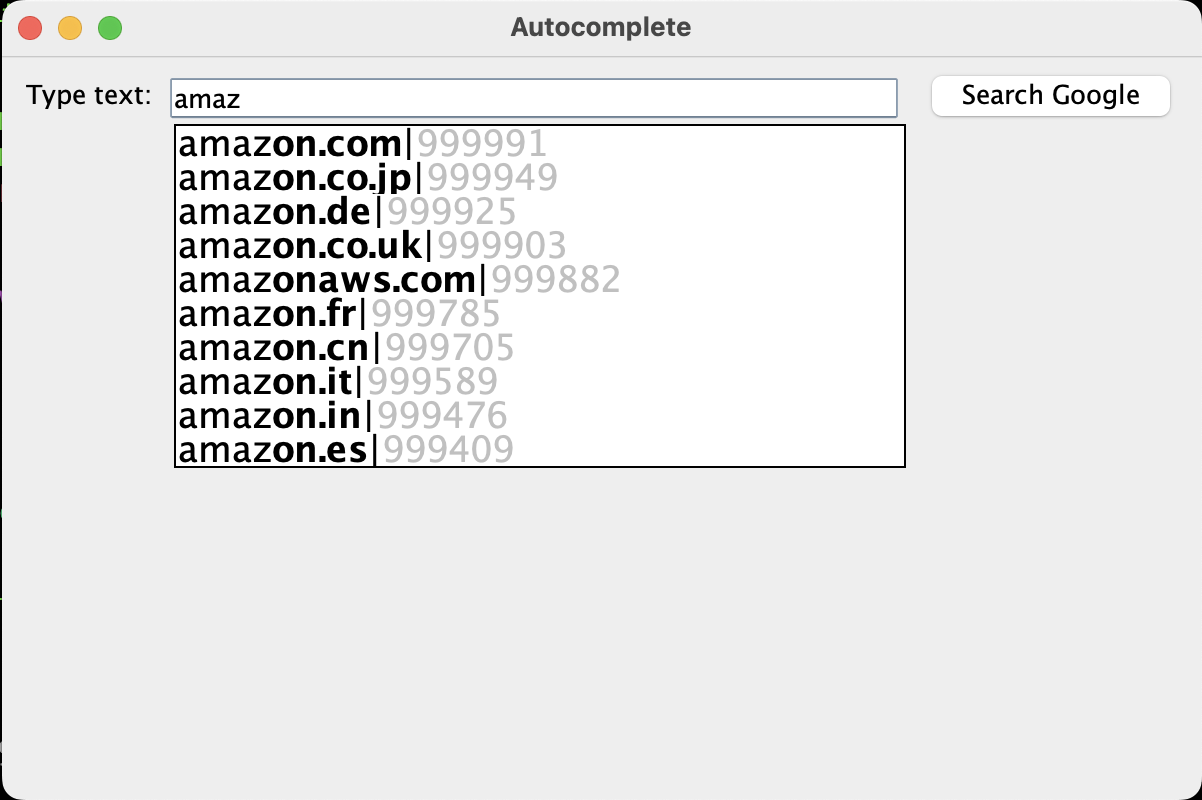 Autocomplete
Type text: amaz Search Google
amazon.com|999991
amazon.co.jp|999949
amazon.de|999925
amazon.co.uk|999903
amazonaws.com|999882
amazon.fr|999785
amazon.cn|999705
amazon.it|999589
amazon.in|999476
amazon.es|999409